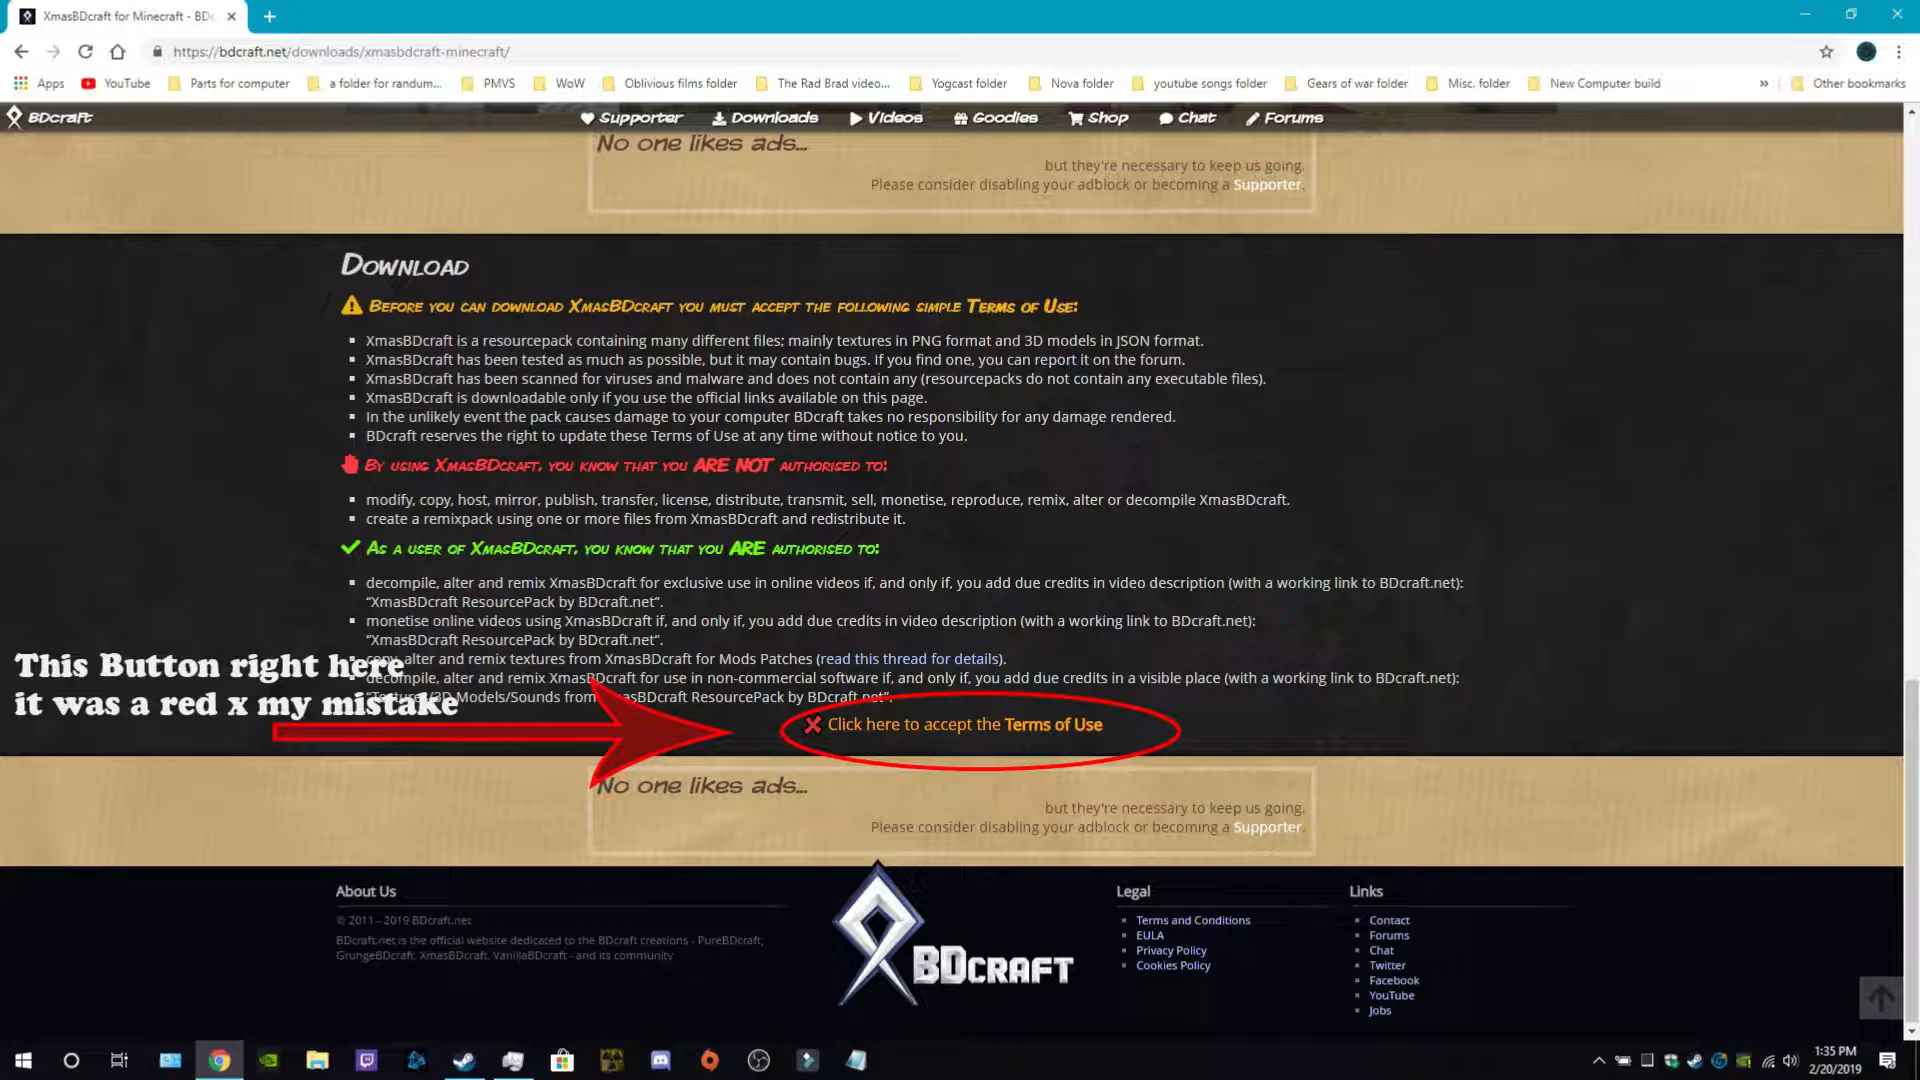 XmasBDcraft for Minecraft - BDc
https://bdcraft.net/downloads/xmasbdcraft-minecraft/
Apps YouTube Parts for computer a folder for randum... PMVS WoW Oblivious films folder The Rad Brad video... Yogcast folder Nova folder youtube songs folder Gears of war folder Misc. folder New Computer build » Other bookmarks
BDcraft Supporter Downloads Videos Goodies Shop Chat Forums
No one likes ads...
but they're necessary to keep us going.
Please consider disabling your adblock or becoming a Supporter.
Download
Before you can download XmasBDcraft you must accept the following simple Terms of Use:
XmasBDcraft is a resourcepack containing many different files; mainly textures in PNG format and 3D models in JSON format.
XmasBDcraft has been tested as much as possible, but it may contain bugs. If you find one, you can report it on the forum.
XmasBDcraft has been scanned for viruses and malware and does not contain any (resourcepacks do not contain any executable files).
XmasBDcraft is downloadable only if you use the official links available on this page.
In the unlikely event the pack causes damage to your computer BDcraft takes no responsibility for any damage rendered.
BDcraft reserves the right to update these Terms of Use at any time without notice to you.
By using XmasBDcraft, you know that you ARE NOT authorised to:
modify, copy, host, mirror, publish, transfer, license, distribute, transmit, sell, monetise, reproduce, remix, alter or decompile XmasBDcraft.
create a remixpack using one or more files from XmasBDcraft and redistribute it.
As a user of XmasBDcraft, you know that you ARE authorised to:
decompile, alter and remix XmasBDcraft for exclusive use in online videos if, and only if, you add due credits in video description (with a working link to BDcraft.net):
“XmasBDcraft ResourcePack by BDcraft.net”.
monetise online videos using XmasBDcraft if, and only if, you add due credits in video description (with a working link to BDcraft.net):
“XmasBDcraft ResourcePack by BDcraft.net”.
copy, alter and remix textures from XmasBDcraft for Mods Patches (read this thread for details).
decompile, alter and remix XmasBDcraft for use in non-commercial software if, and only if, you add due credits in a visible place (with a working link to BDcraft.net):
“Textures/3D Models/Sounds from XmasBDcraft ResourcePack by BDcraft.net”.
This Button right here
it was a red x my mistake
Click here to accept the Terms of Use
No one likes ads...
but they're necessary to keep us going.
Please consider disabling your adblock or becoming a Supporter.
About Us
© 2011 - 2019 BDcraft.net
BDcraft.net is the official website dedicated to the BDcraft creations - PureBDcraft,
GrungeBDcraft, XmasBDcraft, VanillaBDcraft - and its community
BDcraft
Legal
Terms and Conditions
EULA
Privacy Policy
Cookies Policy
Links
Contact
Forums
Chat
Twitter
Facebook
YouTube
Jobs
1:35 PM
2/20/2019